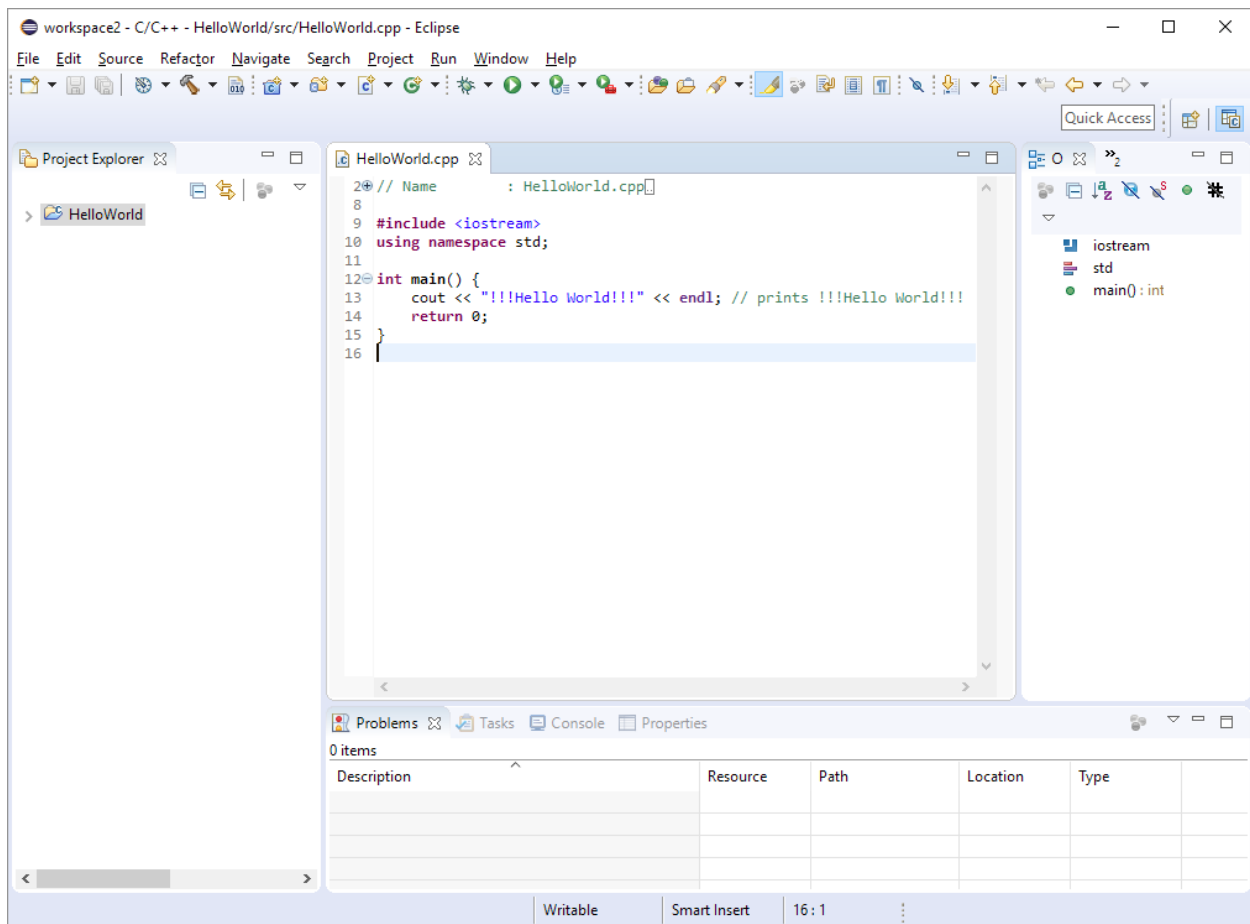 workspace2 - C/C++ - HelloWorld/src/HelloWorld.cpp - Eclipse
File Edit Source Refactor Navigate Search Project Run Window Help
Quick Access
Project Explorer
HelloWorld
HelloWorld.cpp
2 // Name        : HelloWorld.cpp
8
9 #include <iostream>
10 using namespace std;
11
12 int main() {
13     cout << "!!!Hello World!!!" << endl; // prints !!!Hello World!!!
14     return 0;
15 }
16
O
2
iostream
std
main() : int
Problems Tasks Console Properties
0 items
Description Resource Path Location Type
Writable Smart Insert 16 : 1